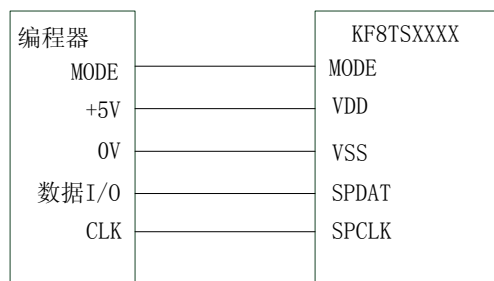 编程器
MODE
+5V
0V
数据I/O
CLK
KF8TSXXXX
MODE
VDD
VSS
SPDAT
SPCLK